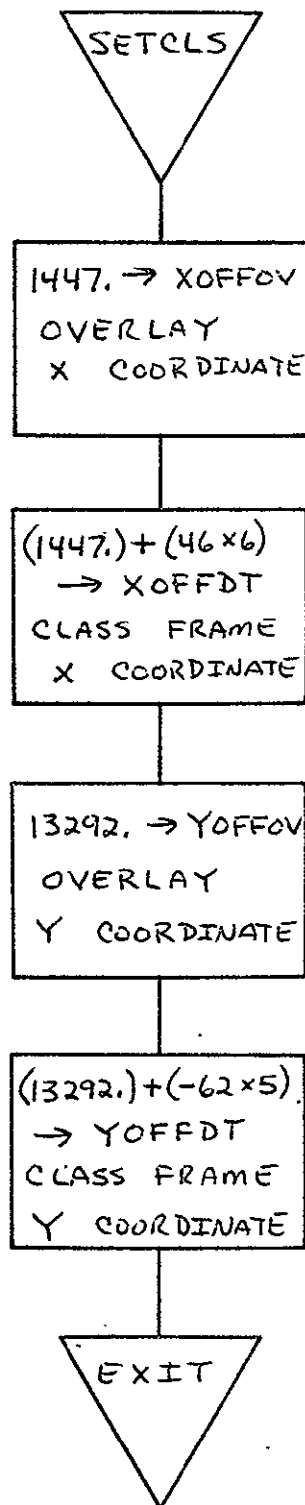 SETCLS
1447. → XOFFOV
OVERLAY
X COORDINATE
(1447.) + (46 × 6)
→ XOFFDT
CLASS FRAME
X COORDINATE
13292. → YOFFOV
OVERLAY
Y COORDINATE
(13292.) + (-62 × 5)
→ YOFFDT
CLASS FRAME
Y COORDINATE
EXIT